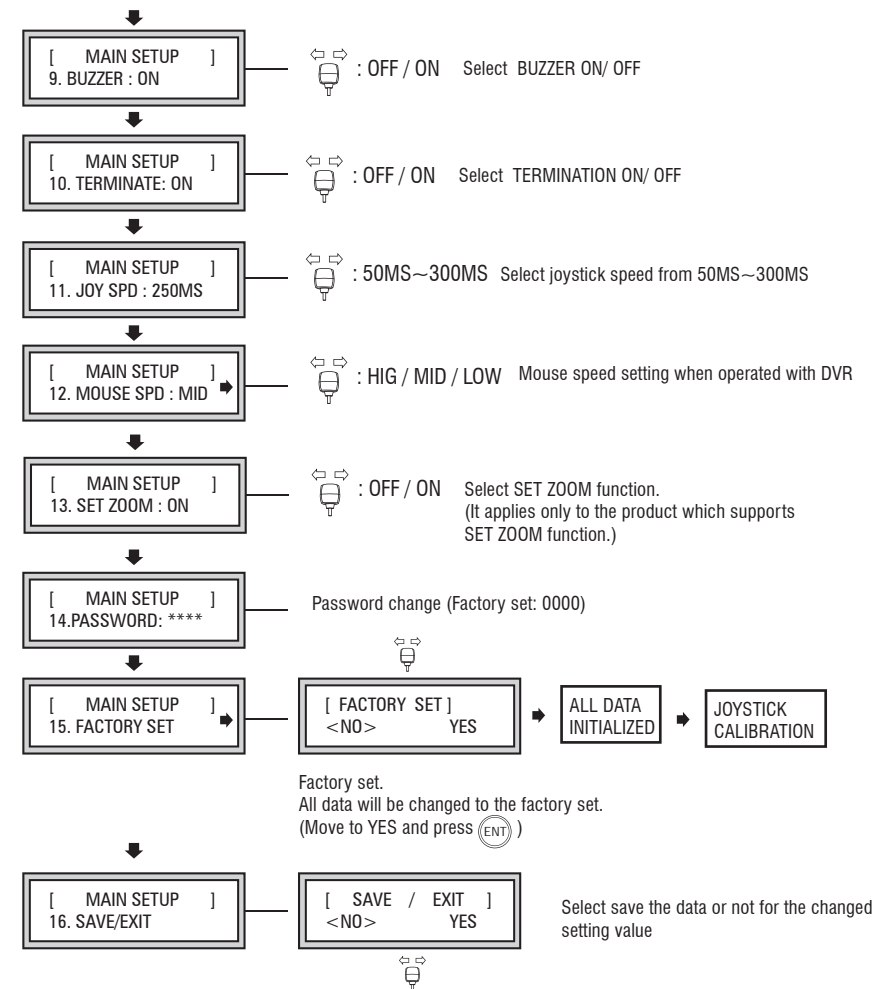 [ MAIN SETUP ]
9. BUZZER : ON
: OFF / ON Select BUZZER ON/ OFF
[ MAIN SETUP ]
10. TERMINATE: ON
: OFF / ON Select TERMINATION ON/ OFF
[ MAIN SETUP ]
11. JOY SPD : 250MS
: 50MS~300MS Select joystick speed from 50MS~300MS
[ MAIN SETUP ]
12. MOUSE SPD : MID
: HIG / MID / LOW Mouse speed setting when operated with DVR
[ MAIN SETUP ]
13. SET ZOOM : ON
: OFF / ON Select SET ZOOM function.
(It applies only to the product which supports
SET ZOOM function.)
[ MAIN SETUP ]
14.PASSWORD: ****
Password change (Factory set: 0000)
[ MAIN SETUP ]
15. FACTORY SET
[ FACTORY SET ]
<NO> YES
ALL DATA
INITIALIZED
JOYSTICK
CALIBRATION
Factory set.
All data will be changed to the factory set.
(Move to YES and press ENT )
[ MAIN SETUP ]
16. SAVE/EXIT
[ SAVE / EXIT ]
<NO> YES
Select save the data or not for the changed
setting value